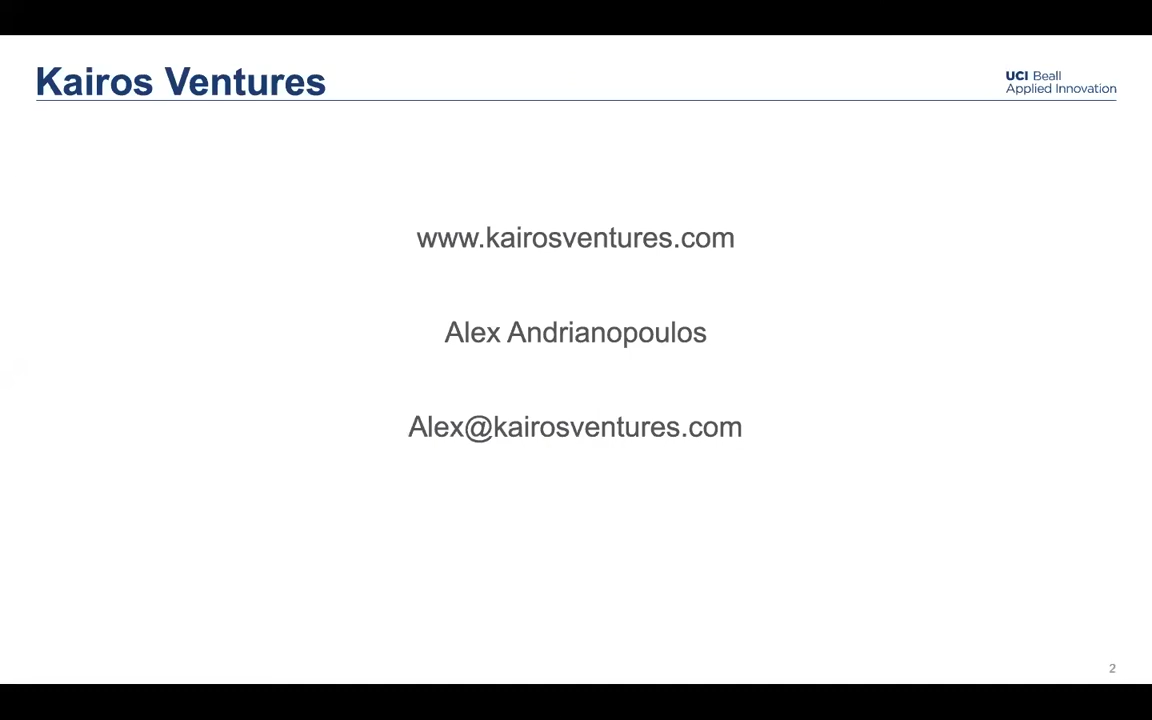 Kairos Ventures
UCI Beall
Applied Innovation
www.kairosventures.com
Alex Andrianopoulos
Alex@kairosventures.com
2